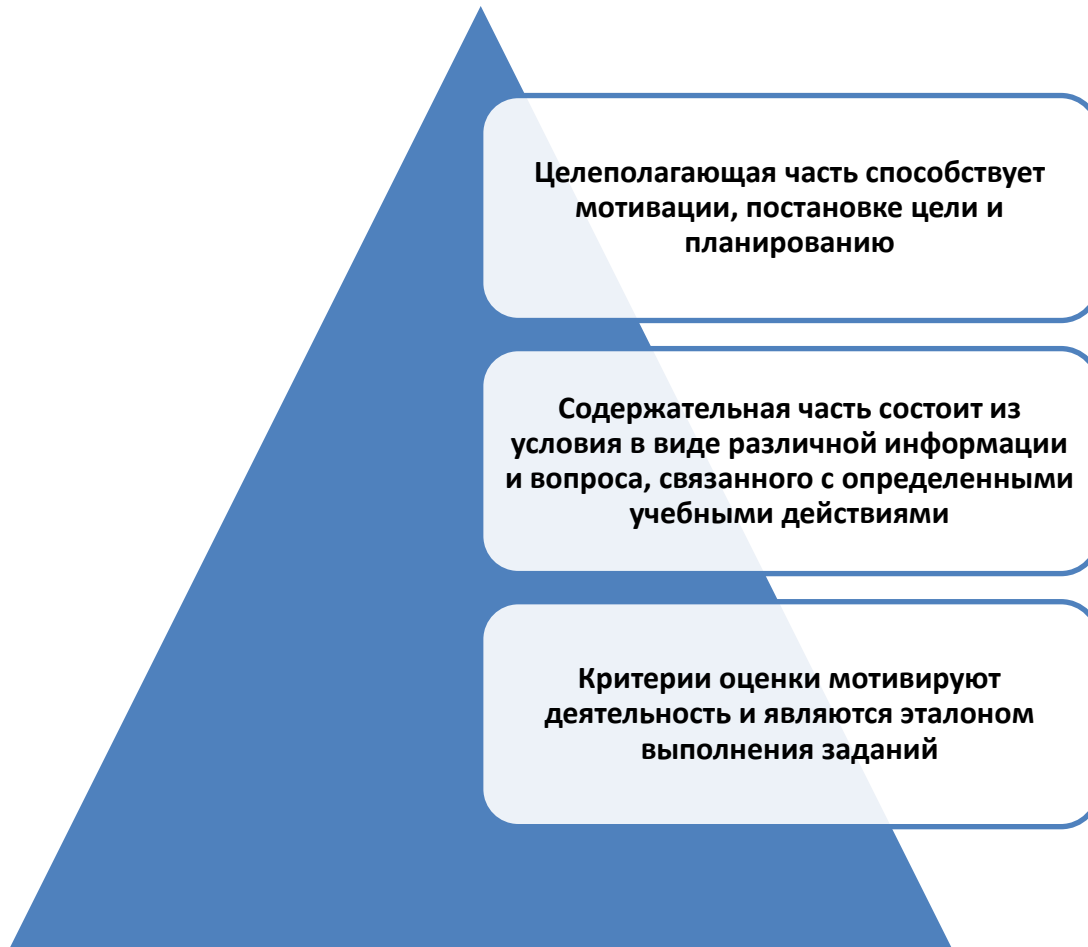 Целеполагающая часть способствует
мотивации, постановке цели и
планированию
Содержательная часть состоит из
условия в виде различной информации
и вопроса, связанного с определенными
учебными действиями
Критерии оценки мотивируют
деятельность и являются эталоном
выполнения заданий